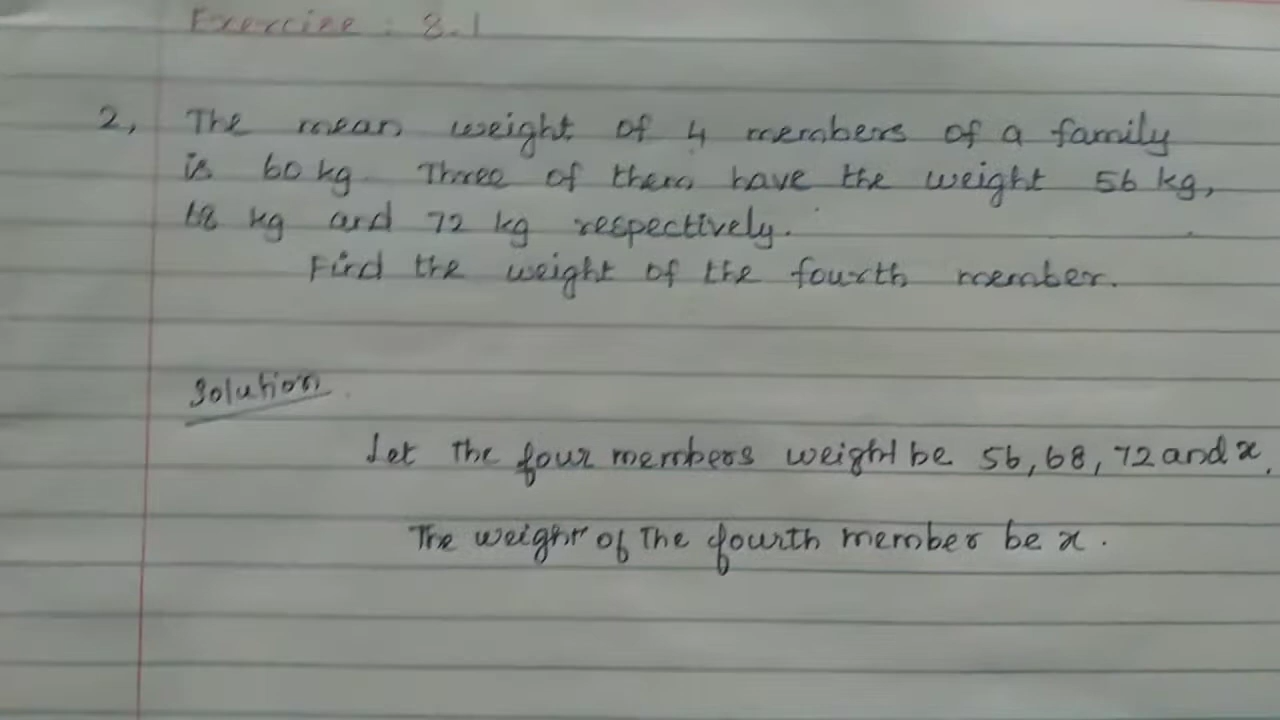 Exercise : 8.1
2, The mean weight of 4 members of a family
is 60 kg. Three of them have the weight 56 kg,
68 kg and 72 kg respectively.
Find the weight of the fourth member.
Solution
Let The four members weight be 56, 68, 72 and x.
The weight of The fourth member be x.